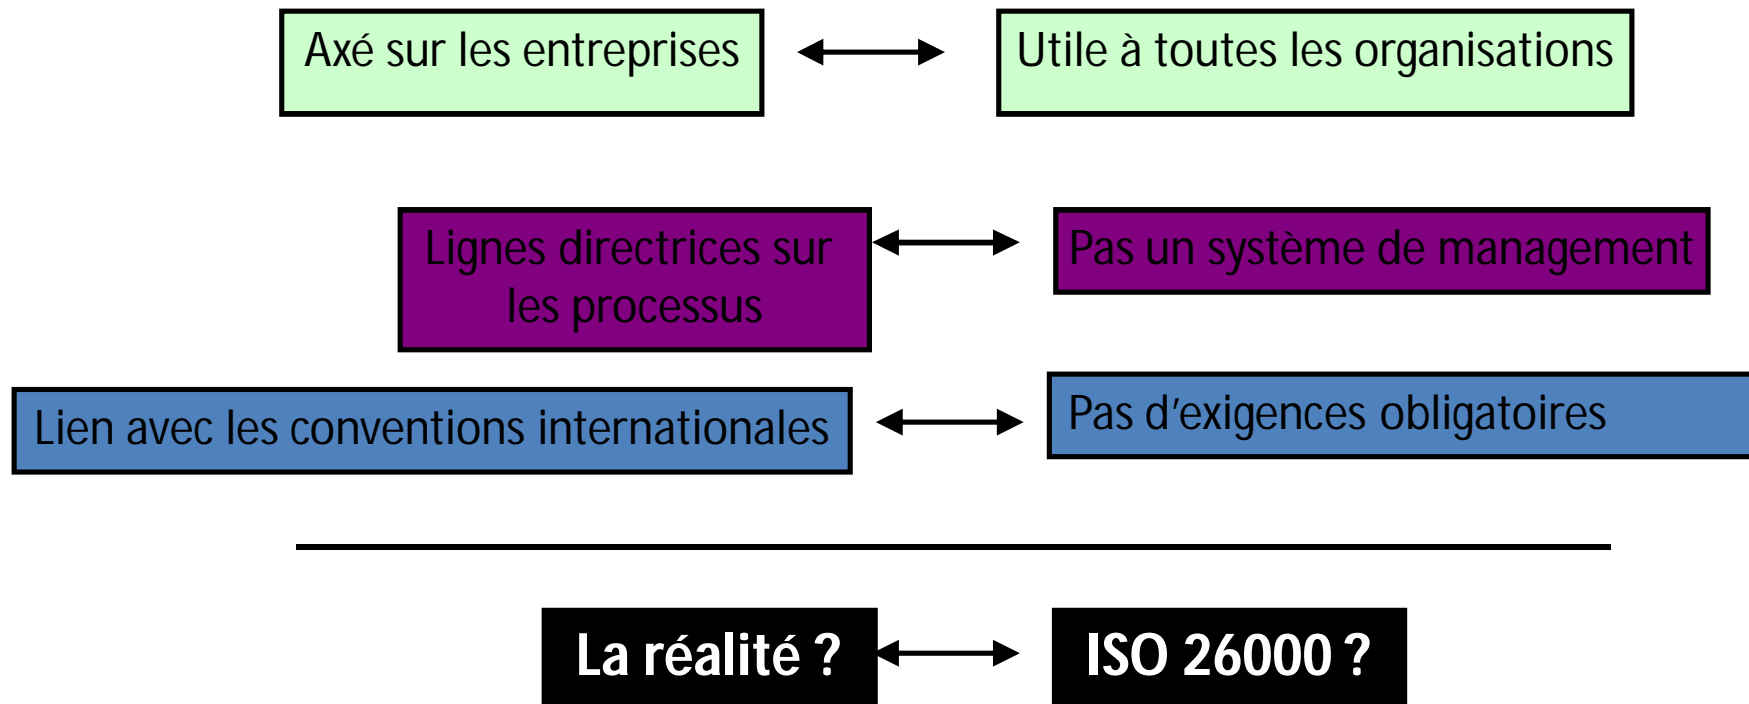 Axé sur les entreprises
Utile à toutes les organisations
Lignes directrices sur
les processus
Pas un système de management
Lien avec les conventions internationales
Pas d'exigences obligatoires
La réalité ?
ISO 26000 ?